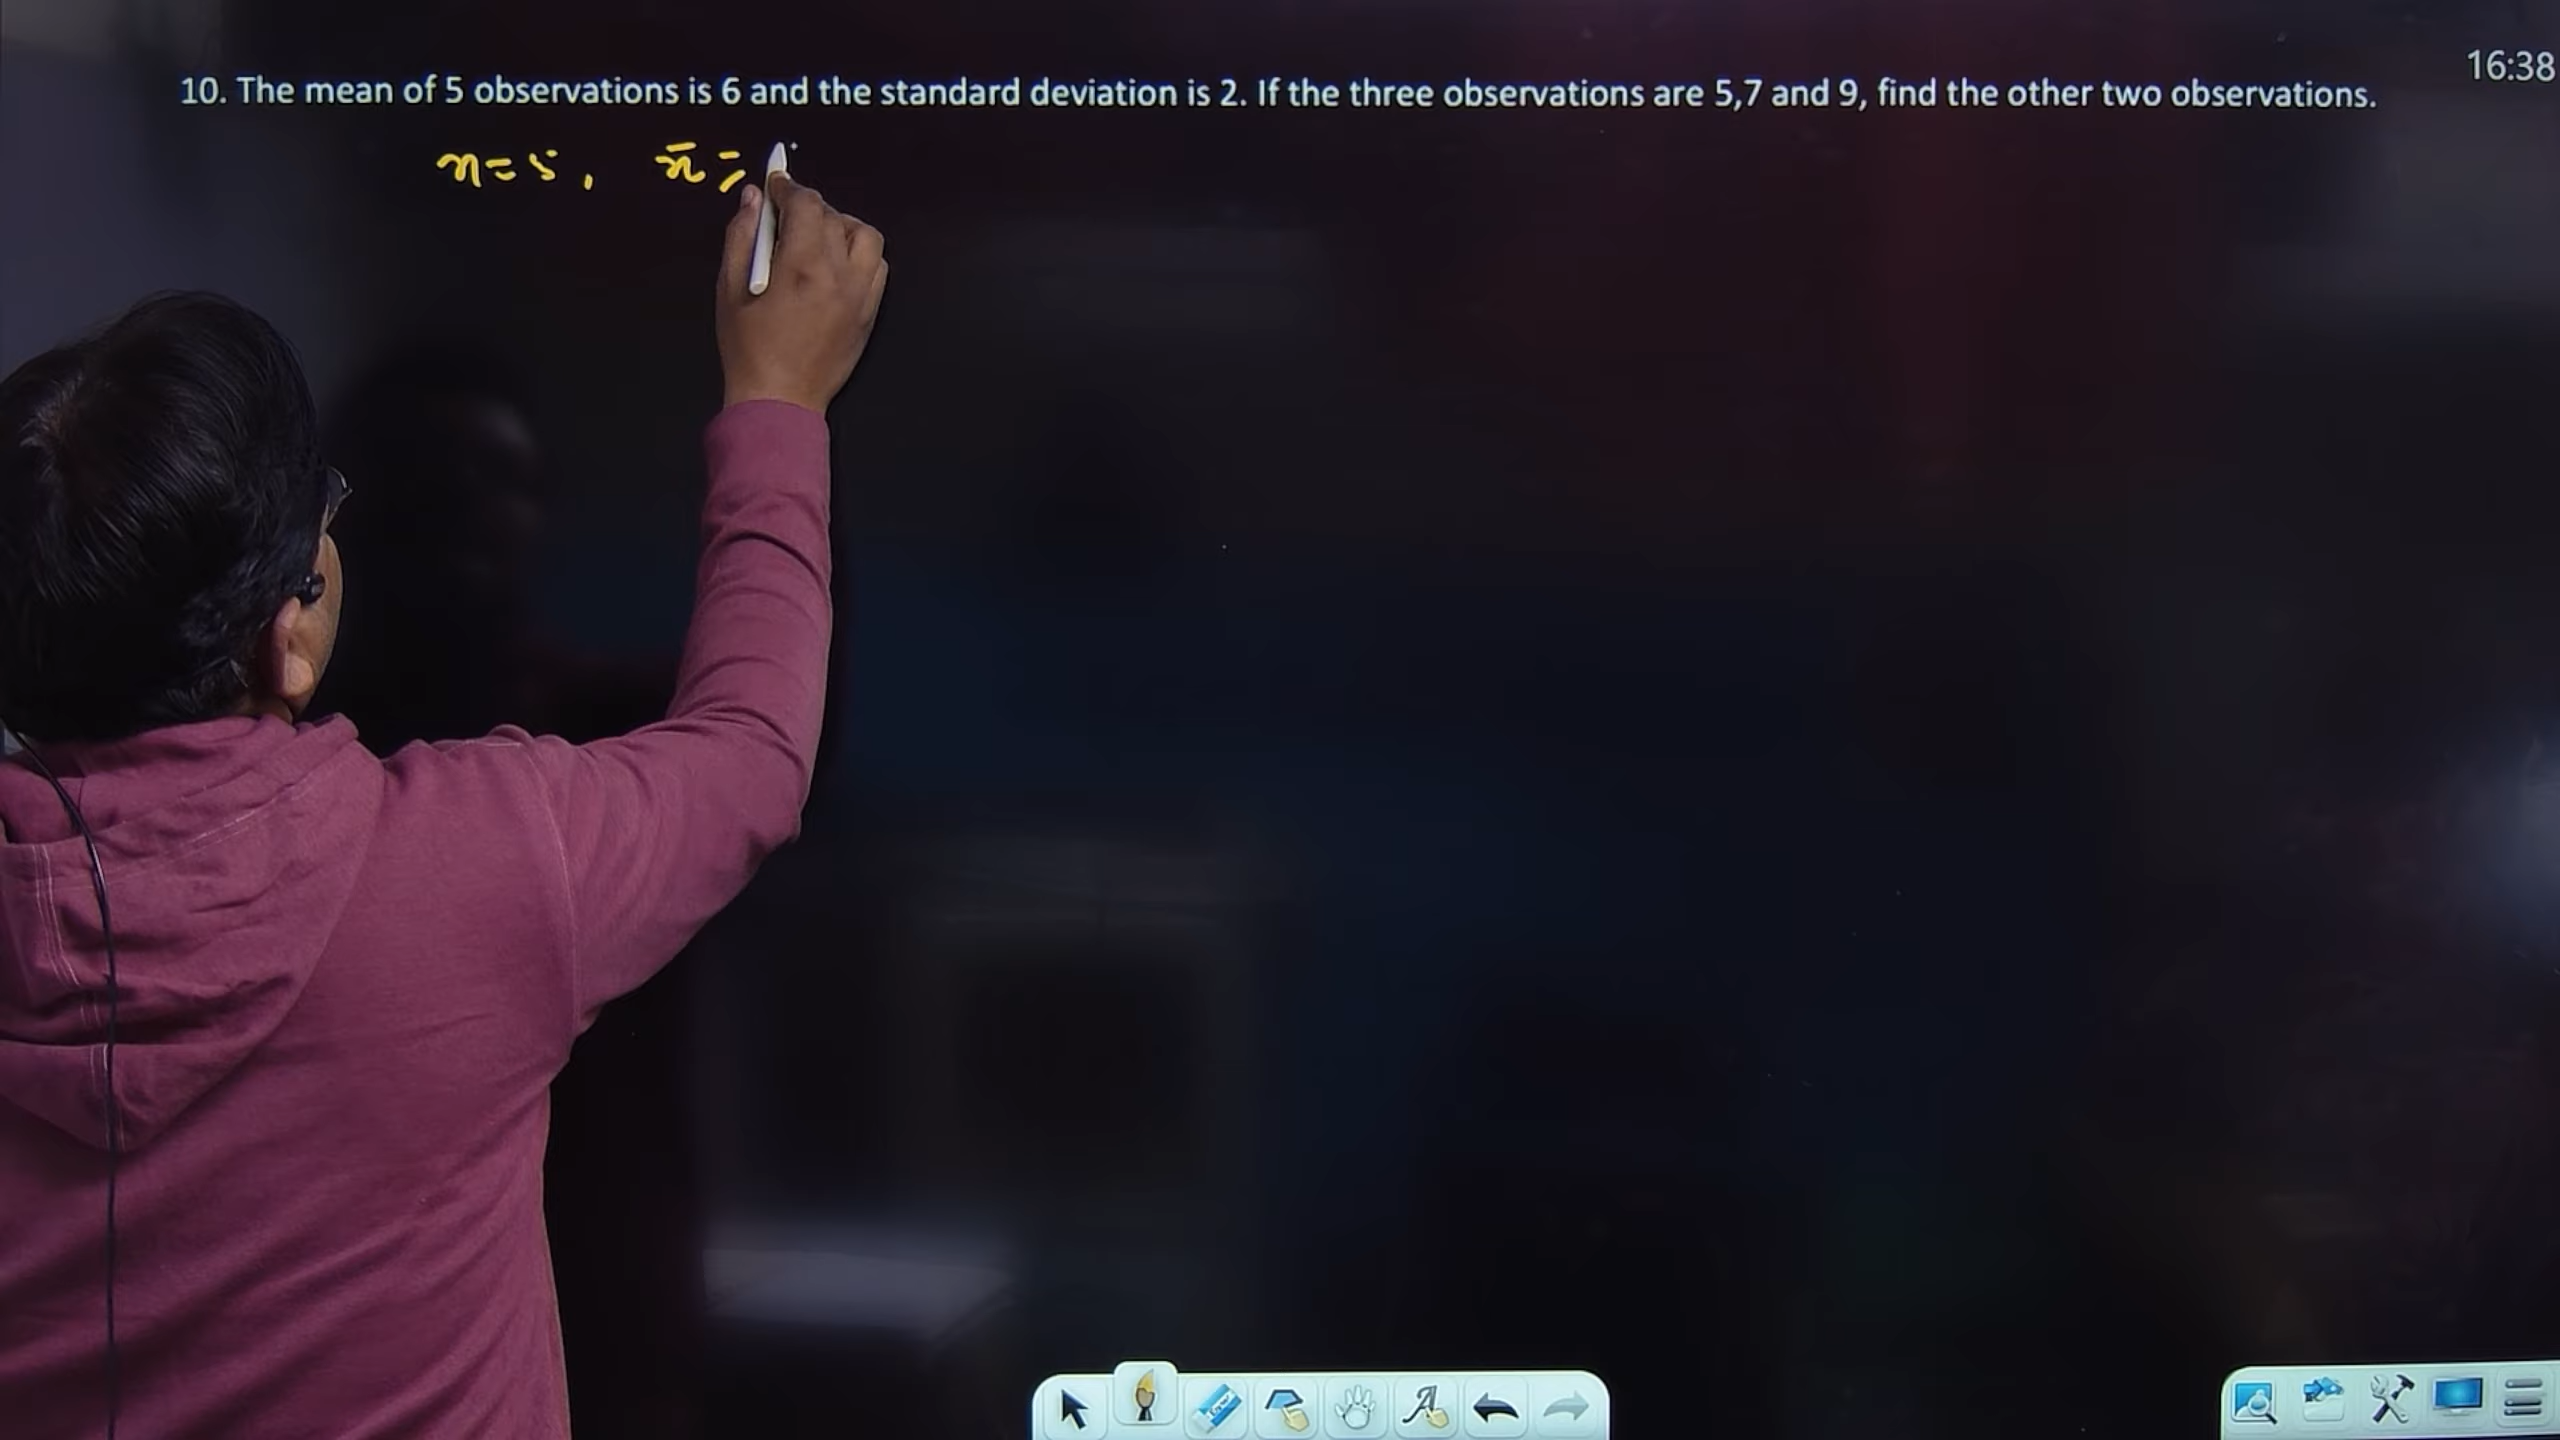 16:38
10. The mean of 5 observations is 6 and the standard deviation is 2. If the three observations are 5,7 and 9, find the other two observations.
n=5, x̄=